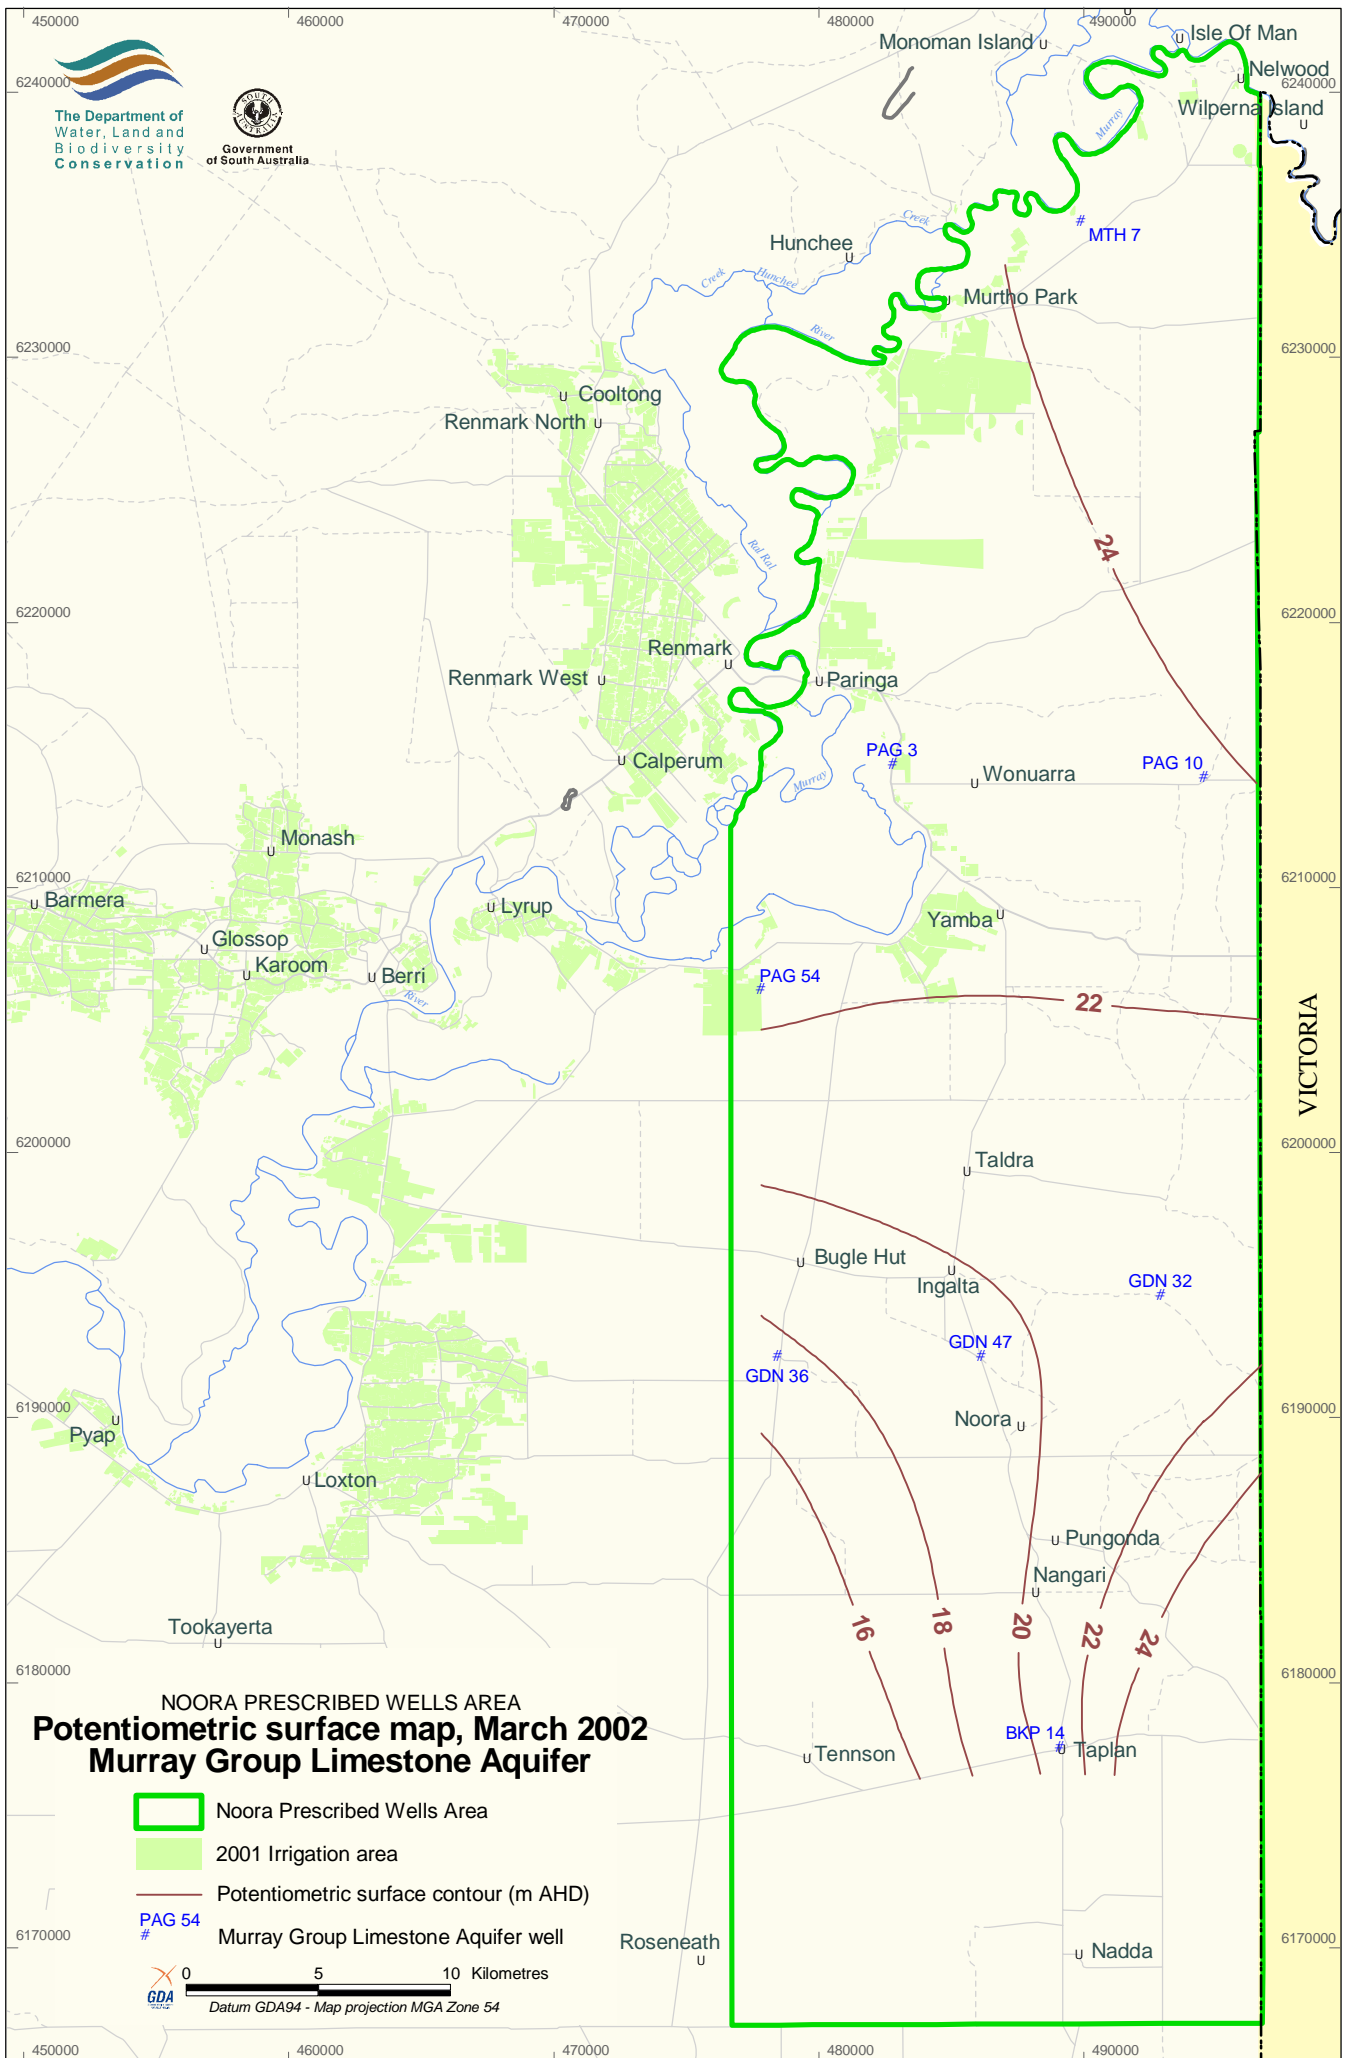 450000
460000
470000
480000
490000
Isle Of Man
Monoman Island
Nelwood
6240000
6240000
Wilperna Island
The Department of
Water, Land and
Biodiversity
Conservation
SOUTH
AUSTRALIA
Government
of South Australia
Murray
Creek
MTH 7
Hunchee
Creek
Hunchee
Murtho Park
River
6230000
6230000
Cooltong
Renmark North
24
Ral Ral
6220000
6220000
Renmark
Renmark West
Paringa
PAG 3
PAG 10
Calperum
Wonuarra
Murray
Monash
6210000
6210000
Barmera
Lyrup
Yamba
Glossop
Karoom
Berri
PAG 54
River
22
VICTORIA
6200000
6200000
Taldra
Bugle Hut
Ingalta
GDN 32
GDN 47
GDN 36
6190000
6190000
Noora
Pyap
Loxton
Pungonda
Nangari
Tookayerta
16
18
20
22
24
6180000
6180000
NOORA PRESCRIBED WELLS AREA
Potentiometric surface map, March 2002
Murray Group Limestone Aquifer
BKP 14
Taplan
Tennson
Noora Prescribed Wells Area
2001 Irrigation area
Potentiometric surface contour (m AHD)
PAG 54
Murray Group Limestone Aquifer well
6170000
6170000
Roseneath
Nadda
0 5 10 Kilometres
GDA
Datum GDA94 - Map projection MGA Zone 54
450000
460000
470000
480000
490000